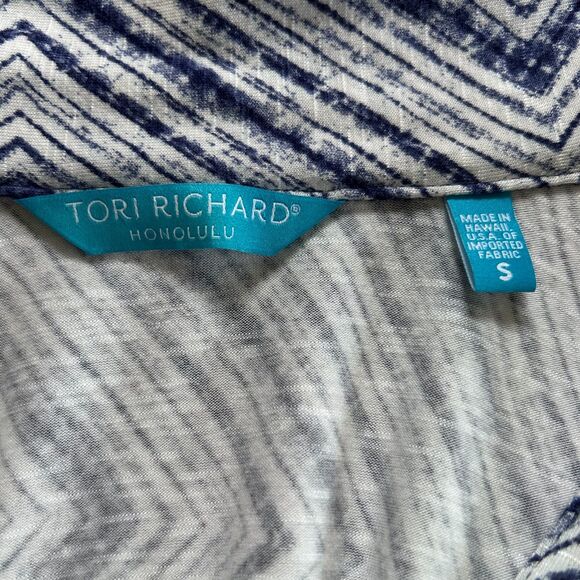 TORI RICHARD®
HONOLULU
MADE IN
HAWAII,
U.S.A. OF
IMPORTED
FABRIC
S